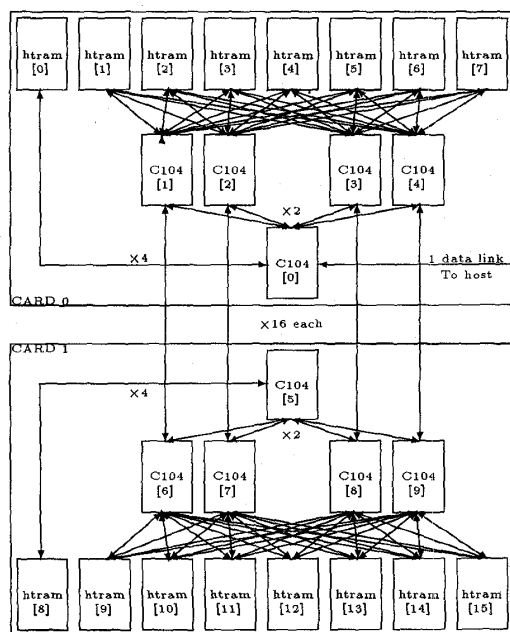 htram htram htram htram htram htram htram htram
[0] [1] [2] [3] [4] [5] [6] [7]
C104 C104 C104 C104
[1] [2] [3] [4]
×2
×4
C104
[0]
1 data link
To host
CARD 0
×16 each
CARD 1
×4
C104
[5]
×2
C104 C104 C104 C104
[6] [7] [8] [9]
htram htram htram htram htram htram htram htram
[8] [9] [10] [11] [12] [13] [14] [15]